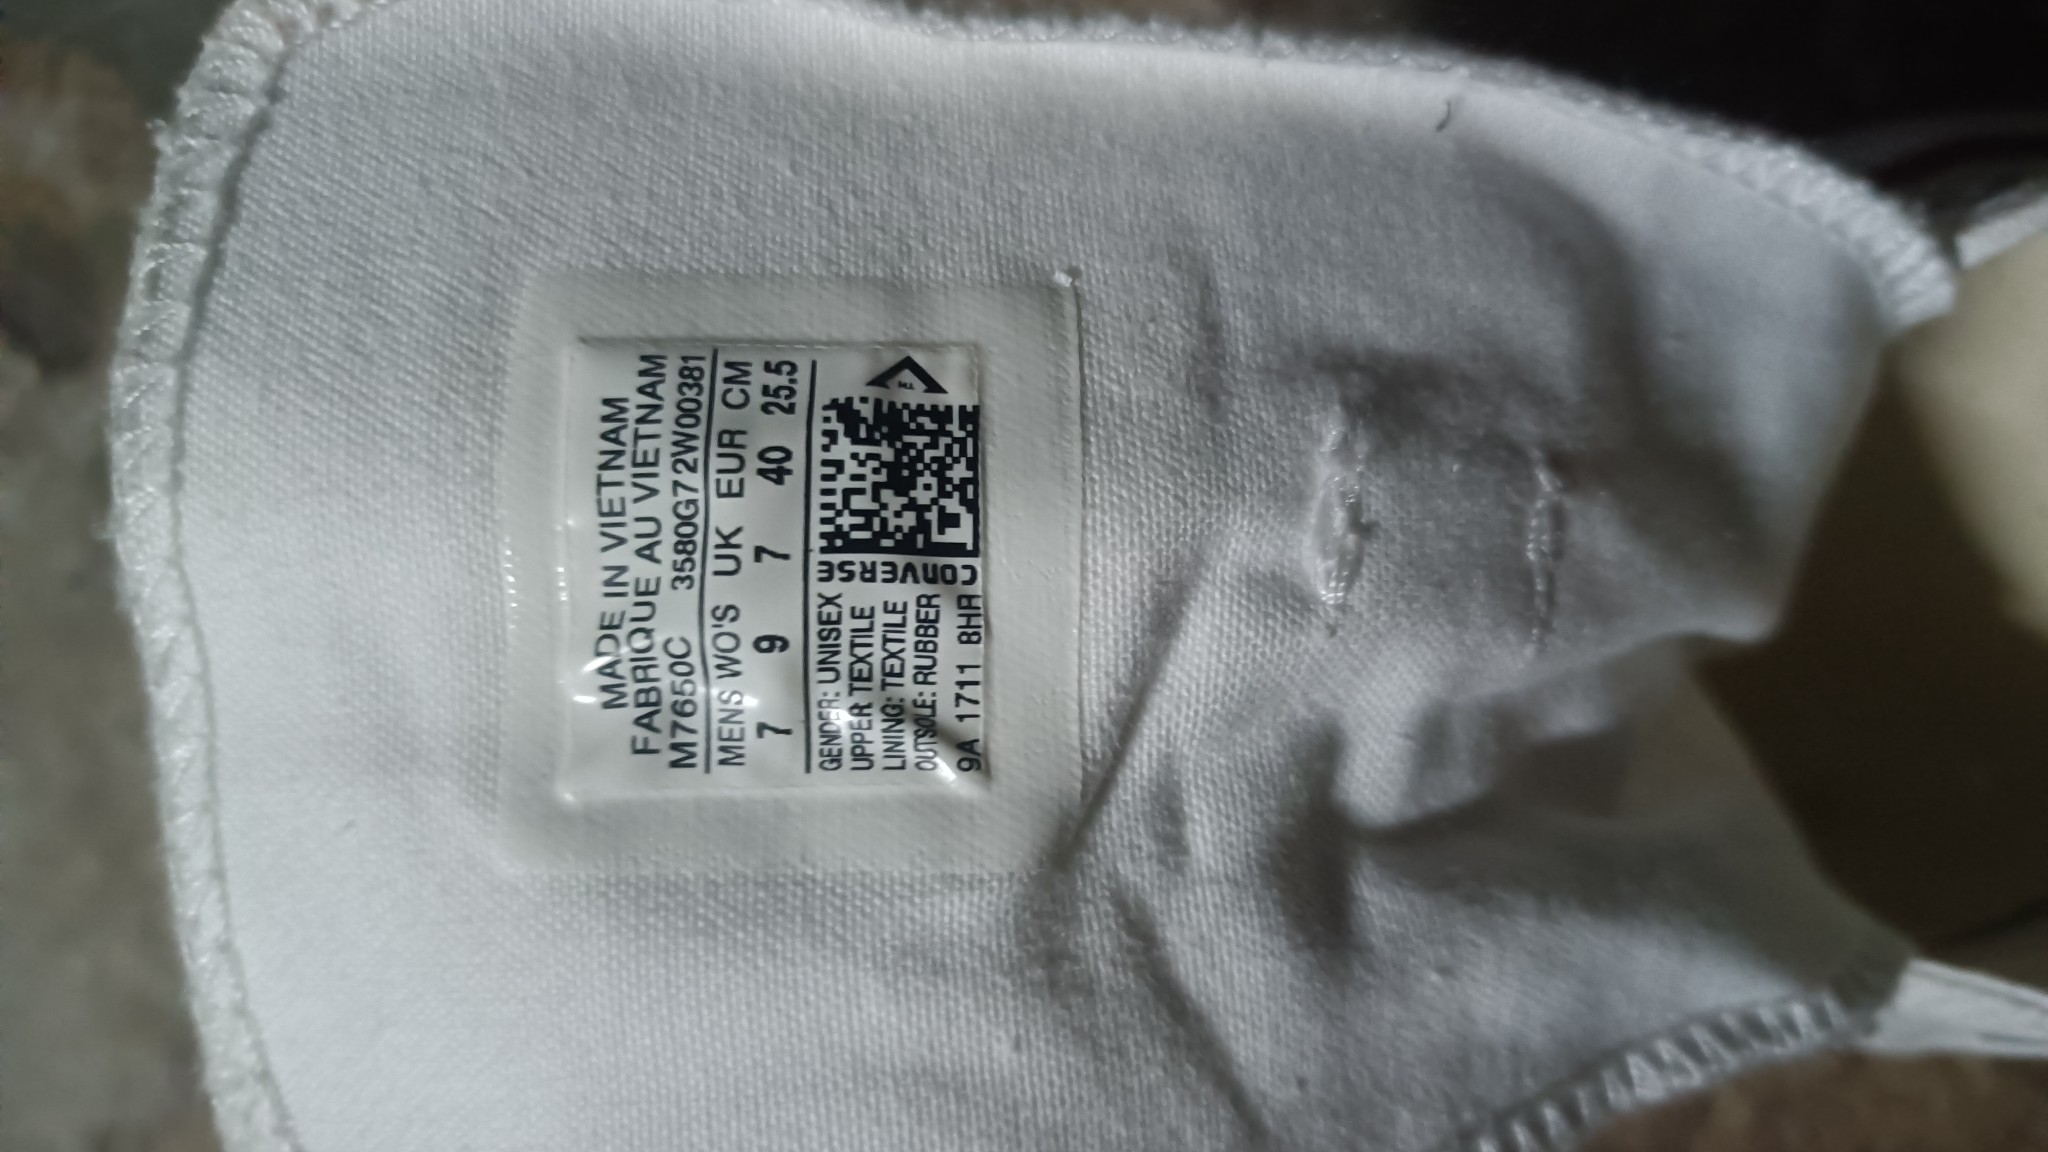 MADE IN VIETNAM
FABRIQUE AU VIETNAM
M7650C 3580G72W00381
MENS WO'S UK EUR CM
7 9 7 40 25.5
GENDER: UNISEX
UPPER TEXTILE
LINING: TEXTILE
OUTSOLE: RUBBER
9A 1711 BHR
CONVERSE
TM